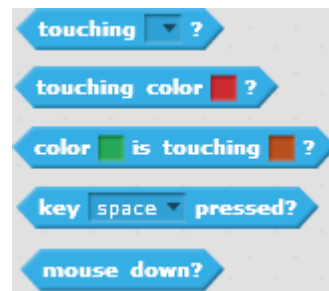 touching ?
touching color ?
color is touching ?
key space pressed?
mouse down?